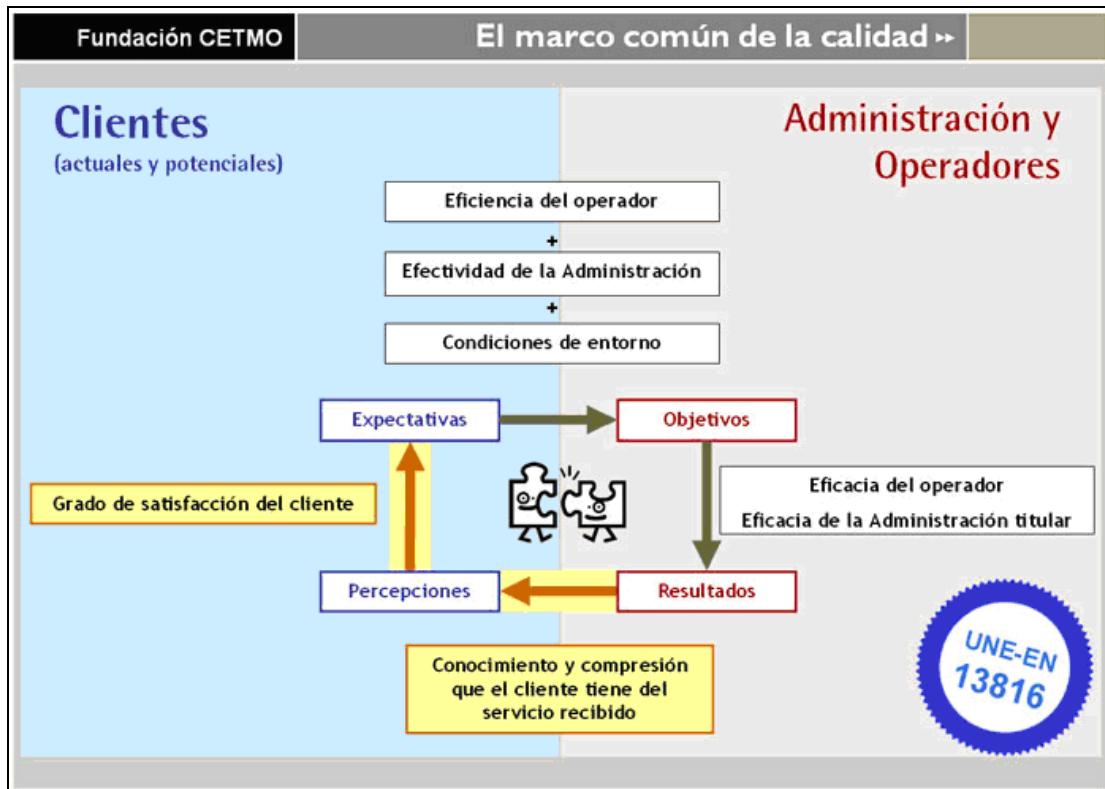 Fundación CETMO
El marco común de la calidad ▸▸
Clientes
(actuales y potenciales)
Administración y
Operadores
Eficiencia del operador
+
Efectividad de la Administración
+
Condiciones de entorno
Expectativas
Objetivos
Grado de satisfacción del cliente
Eficacia del operador
Eficacia de la Administración titular
Percepciones
Resultados
Conocimiento y compresión
que el cliente tiene del
servicio recibido
UNE-EN
13816